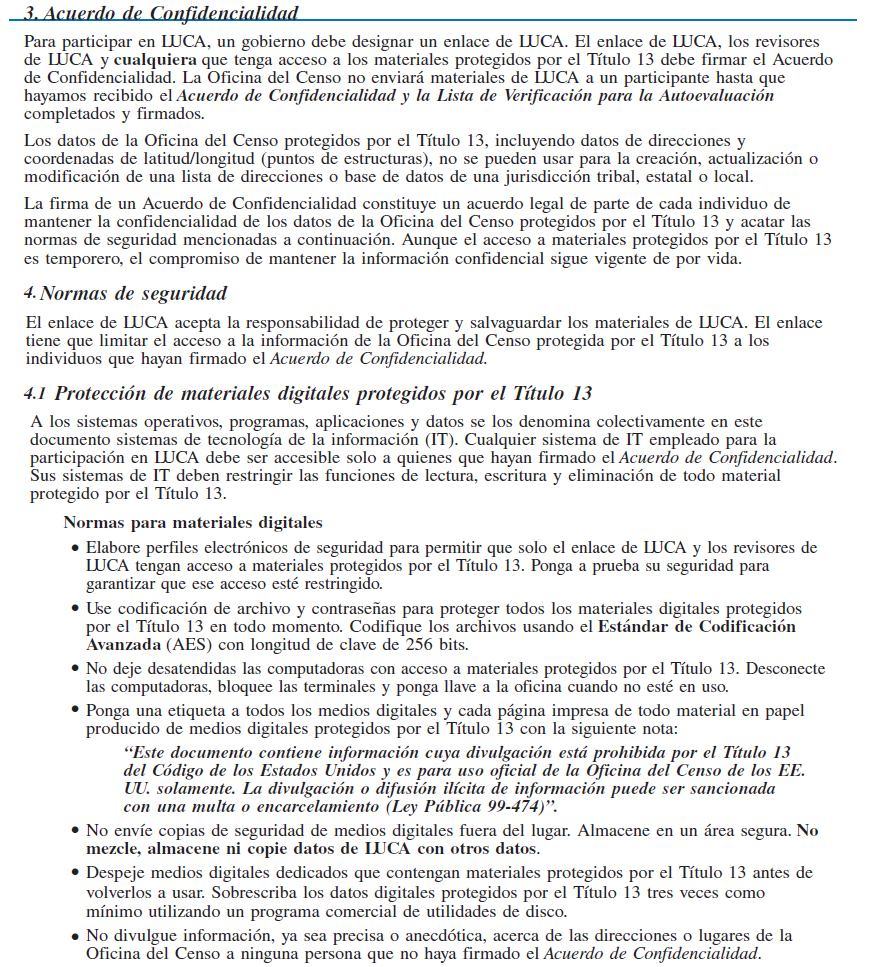 3. Acuerdo de Confidencialidad
Para participar en LUCA, un gobierno debe designar un enlace de LUCA. El enlace de LUCA, los revisores
de LUCA y cualquiera que tenga acceso a los materiales protegidos por el Título 13 debe firmar el Acuerdo
de Confidencialidad. La Oficina del Censo no enviará materiales de LUCA a un participante hasta que
hayamos recibido el Acuerdo de Confidencialidad y la Lista de Verificación para la Autoevaluación
completados y firmados.
Los datos de la Oficina del Censo protegidos por el Título 13, incluyendo datos de direcciones y
coordenadas de latitud/longitud (puntos de estructuras), no se pueden usar para la creación, actualización o
modificación de una lista de direcciones o base de datos de una jurisdicción tribal, estatal o local.
La firma de un Acuerdo de Confidencialidad constituye un acuerdo legal de parte de cada individuo de
mantener la confidencialidad de los datos de la Oficina del Censo protegidos por el Título 13 y acatar las
normas de seguridad mencionadas a continuación. Aunque el acceso a materiales protegidos por el Título 13
es temporero, el compromiso de mantener la información confidencial sigue vigente de por vida.
4. Normas de seguridad
El enlace de LUCA acepta la responsabilidad de proteger y salvaguardar los materiales de LUCA. El enlace
tiene que limitar el acceso a la información de la Oficina del Censo protegida por el Título 13 a los
individuos que hayan firmado el Acuerdo de Confidencialidad.
4.1 Protección de materiales digitales protegidos por el Título 13
A los sistemas operativos, programas, aplicaciones y datos se los denomina colectivamente en este
documento sistemas de tecnología de la información (IT). Cualquier sistema de IT empleado para la
participación en LUCA debe ser accesible solo a quienes que hayan firmado el Acuerdo de Confidencialidad.
Sus sistemas de IT deben restringir las funciones de lectura, escritura y eliminación de todo material
protegido por el Título 13.
Normas para materiales digitales
• Elabore perfiles electrónicos de seguridad para permitir que solo el enlace de LUCA y los revisores de
LUCA tengan acceso a materiales protegidos por el Título 13. Ponga a prueba su seguridad para
garantizar que ese acceso esté restringido.
• Use codificación de archivo y contraseñas para proteger todos los materiales digitales protegidos
por el Título 13 en todo momento. Codifique los archivos usando el Estándar de Codificación
Avanzada (AES) con longitud de clave de 256 bits.
• No deje desatendidas las computadoras con acceso a materiales protegidos por el Título 13. Desconecte
las computadoras, bloquee las terminales y ponga llave a la oficina cuando no esté en uso.
• Ponga una etiqueta a todos los medios digitales y cada página impresa de todo material en papel
producido de medios digitales protegidos por el Título 13 con la siguiente nota:
“Este documento contiene información cuya divulgación está prohibida por el Título 13
del Código de los Estados Unidos y es para uso oficial de la Oficina del Censo de los EE.
UU. solamente. La divulgación o difusión ilícita de información puede ser sancionada
con una multa o encarcelamiento (Ley Pública 99-474)”.
• No envíe copias de seguridad de medios digitales fuera del lugar. Almacene en un área segura. No
mezcle, almacene ni copie datos de LUCA con otros datos.
• Despeje medios digitales dedicados que contengan materiales protegidos por el Título 13 antes de
volverlos a usar. Sobrescriba los datos digitales protegidos por el Título 13 tres veces como
mínimo utilizando un programa comercial de utilidades de disco.
• No divulgue información, ya sea precisa o anecdótica, acerca de las direcciones o lugares de la
Oficina del Censo a ninguna persona que no haya firmado el Acuerdo de Confidencialidad.